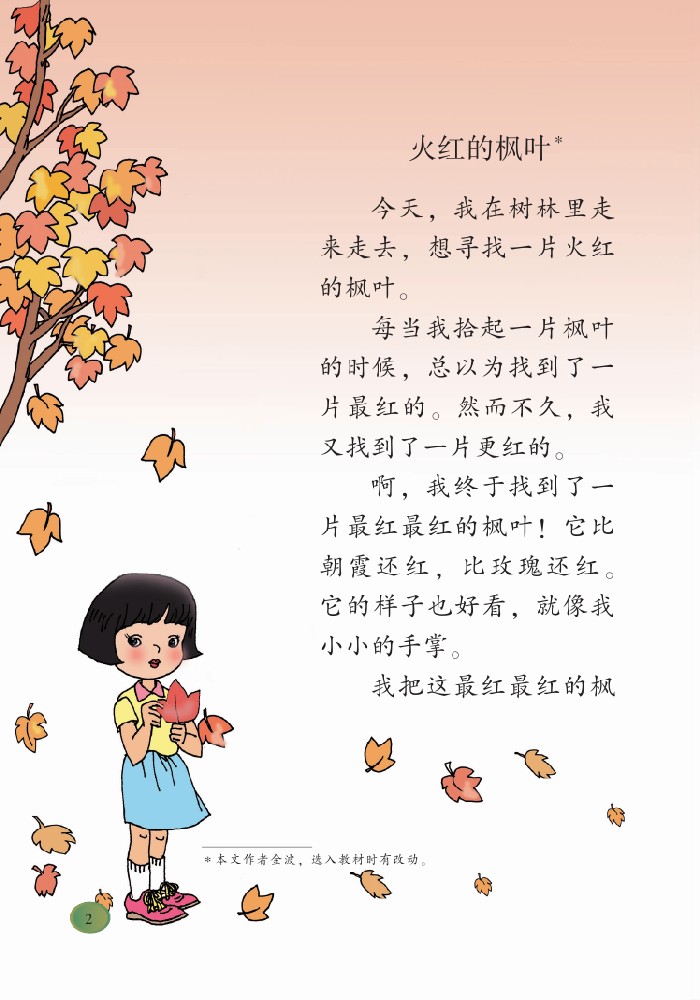 火红的枫叶*
今天，我在树林里走
来走去，想寻找一片火红
的枫叶。
每当我拾起一片枫叶
的时候，总以为找到了一
片最红的。然而不久，我
又找到了一片更红的。
啊，我终于找到了一
片最红最红的枫叶！它比
朝霞还红，比玫瑰还红。
它的样子也好看，就像我
小小的手掌。
我把这最红最红的枫
*本文作者金波，选入教材时有改动。
2